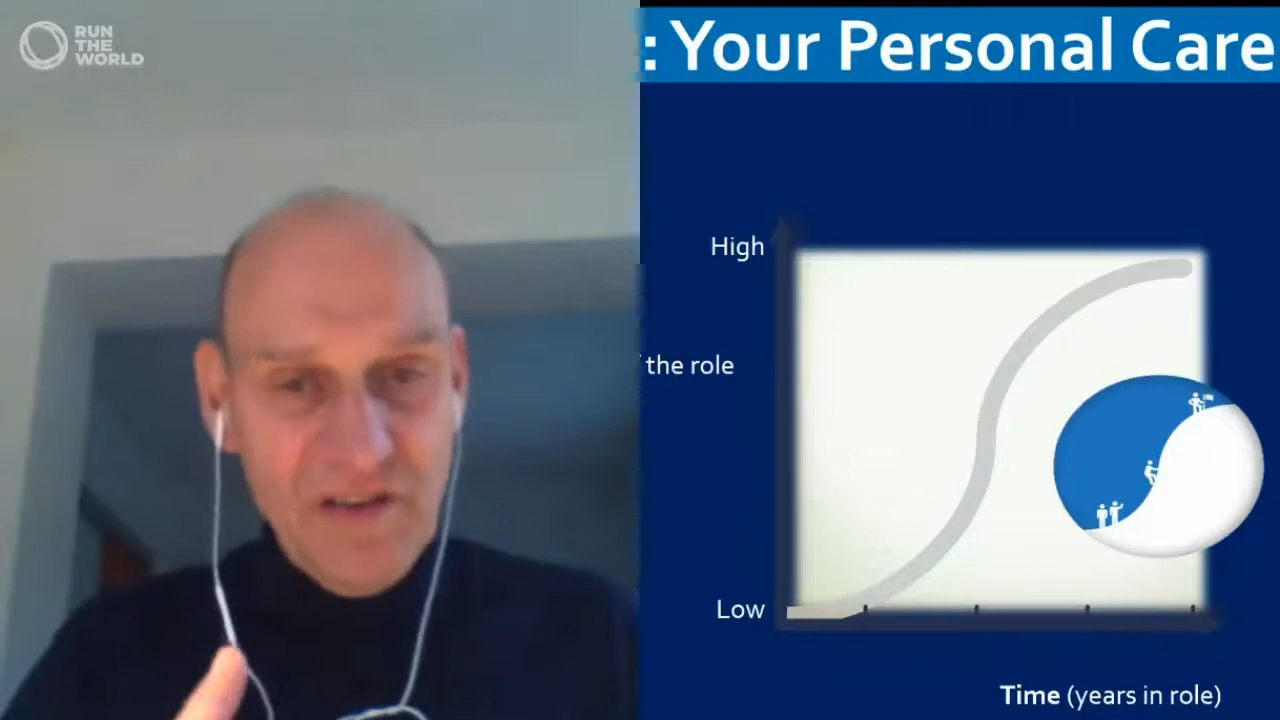 RUN
THE
WORLD
: Your Personal Care
High
the role
Low
Time (years in role)